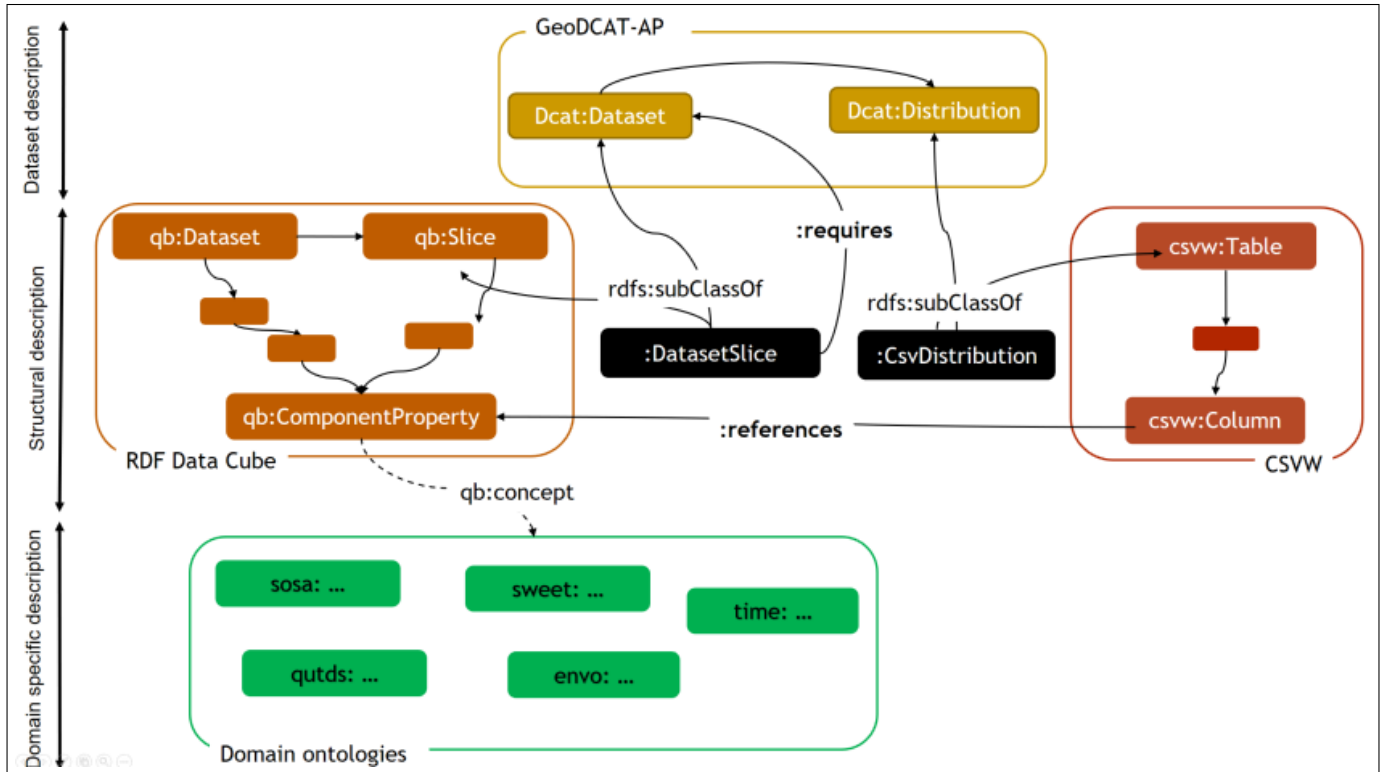 GeoDCAT-AP
Dcat:Dataset
Dcat:Distribution
Dataset description
qb:Dataset
qb:Slice
:requires
csvw:Table
rdfs:subClassOf
rdfs:subClassOf
:DatasetSlice
:CsvDistribution
qb:ComponentProperty
:references
csvw:Column
RDF Data Cube
CSVW
Structural description
qb:concept
sosa: ...
sweet: ...
time: ...
qutds: ...
envo: ...
Domain ontologies
Domain specific description